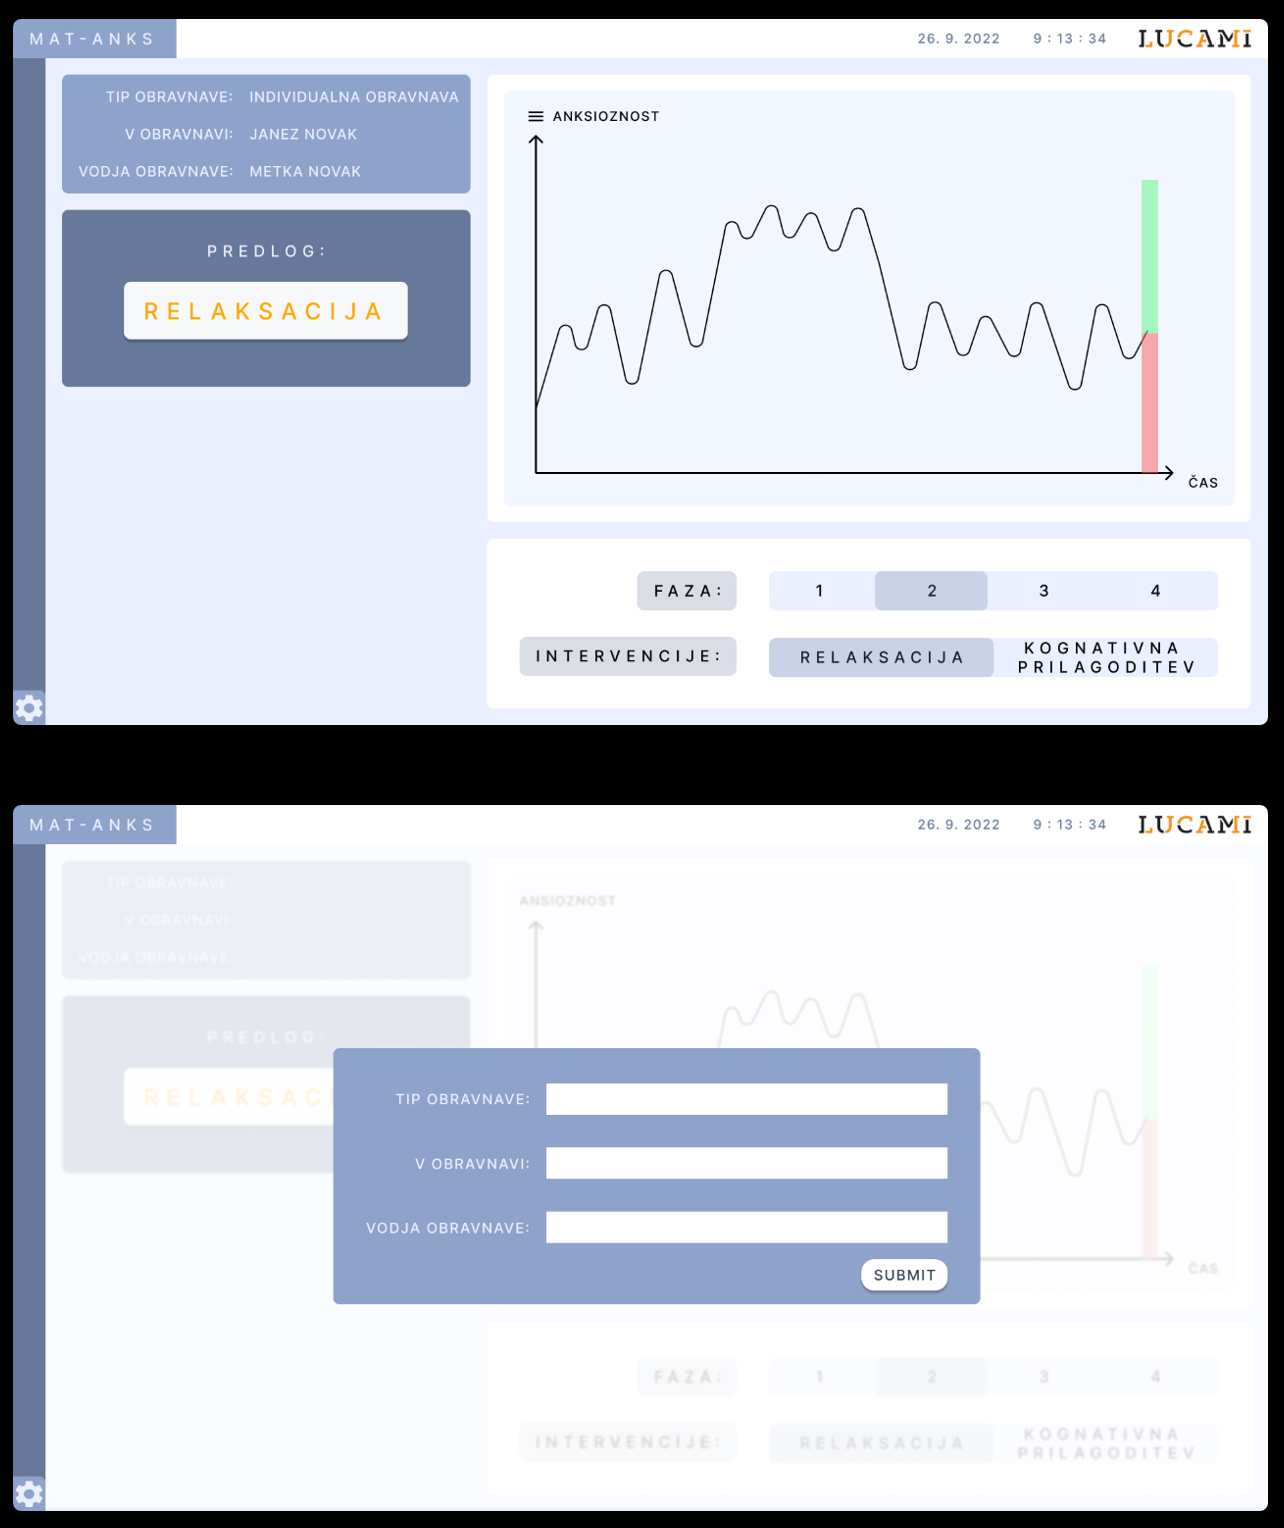 MAT-ANKS
26. 9. 2022 9 : 13 : 34 LUCAMI
TIP OBRAVNAVE: INDIVIDUALNA OBRAVNAVA
V OBRAVNAVI: JANEZ NOVAK
VODJA OBRAVNAVE: METKA NOVAK
PREDLOG:
RELAKSACIJA
ANKSIOZNOST
ČAS
FAZA: 1 2 3 4
INTERVENCIJE: RELAKSACIJA KOGNATIVNA
PRILAGODITEV
MAT-ANKS
26. 9. 2022 9 : 13 : 34 LUCAMI
TIP OBRAVNAVE:
V OBRAVNAVI:
VODJA OBRAVNAVE:
PREDLOG:
RELAKSAC
ANSIOZNOST
ČAS
TIP OBRAVNAVE:
V OBRAVNAVI:
VODJA OBRAVNAVE:
SUBMIT
FAZA: 1 2 3 4
INTERVENCIJE: RELAKSACIJA KOGNATIVNA
PRILAGODITEV